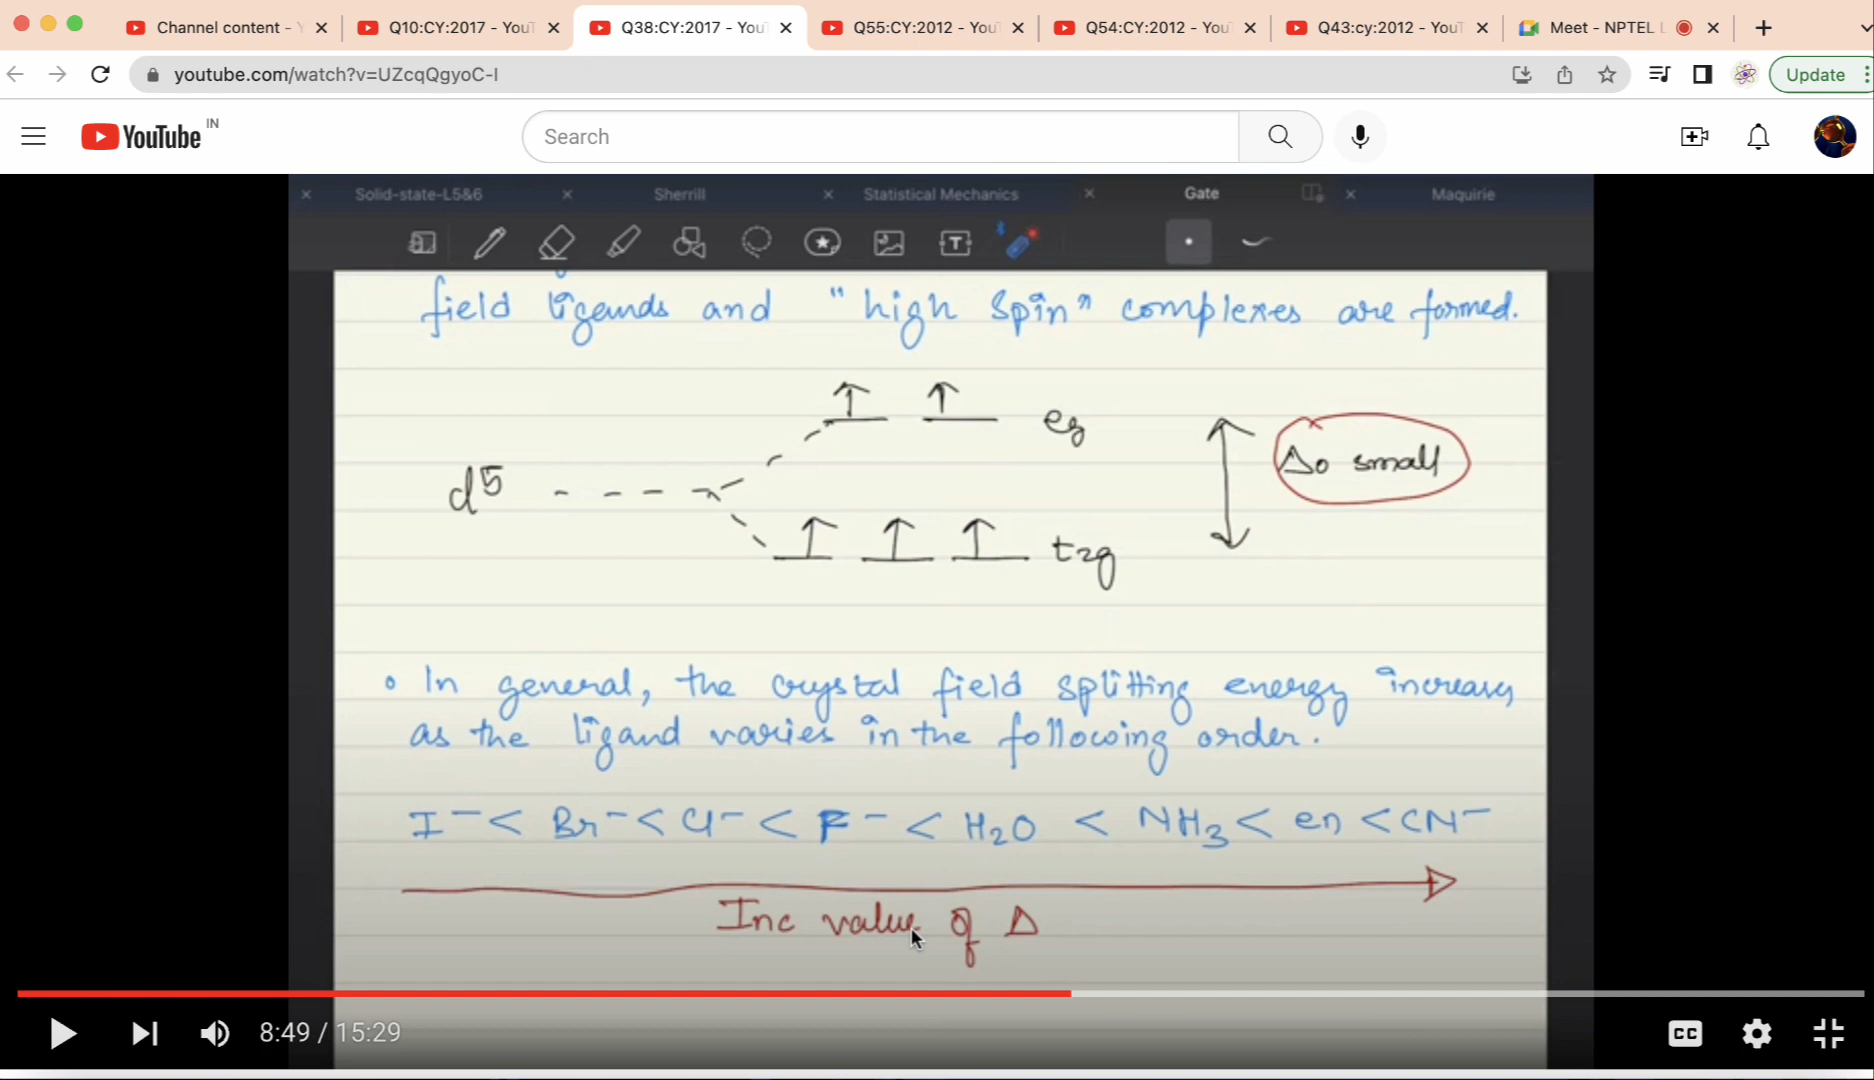 Channel content - Y
Q10:CY:2017 - YouT
Q38:CY:2017 - YouT
Q55:CY:2012 - YouT
Q54:CY:2012 - YouT
Q43:cy:2012 - YouT
Meet - NPTEL L
youtube.com/watch?v=UZcqQgyoC-I
Update
YouTube IN
Search
Solid-state-L5&6
Sherrill
Statistical Mechanics
Gate
Maquirie
field ligands and "high spin" complexes are formed.
eg
Δo small
d5
t2g
• In general, the crystal field splitting energy increases
as the ligand varies in the following order.
I⁻ < Br⁻ < Cl⁻ < F⁻ < H₂O < NH₃ < en < CN⁻
Inc value of Δ
8:49 / 15:29
CC